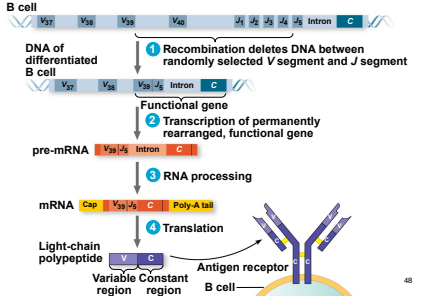 B cell
V37 V38 V39 V40 J1 J2 J3 J4 J5 Intron C
DNA of differentiated B cell
1 Recombination deletes DNA between
randomly selected V segment and J segment
V37 V38 V39 J5 Intron C
Functional gene
2 Transcription of permanently
rearranged, functional gene
pre-mRNA V39 J5 Intron C
3 RNA processing
mRNA Cap V39 J5 C Poly-A tail
4 Translation
Light-chain
polypeptide
V C
Variable Constant
region region
Antigen receptor
V V V V
C C C C
B cell
48